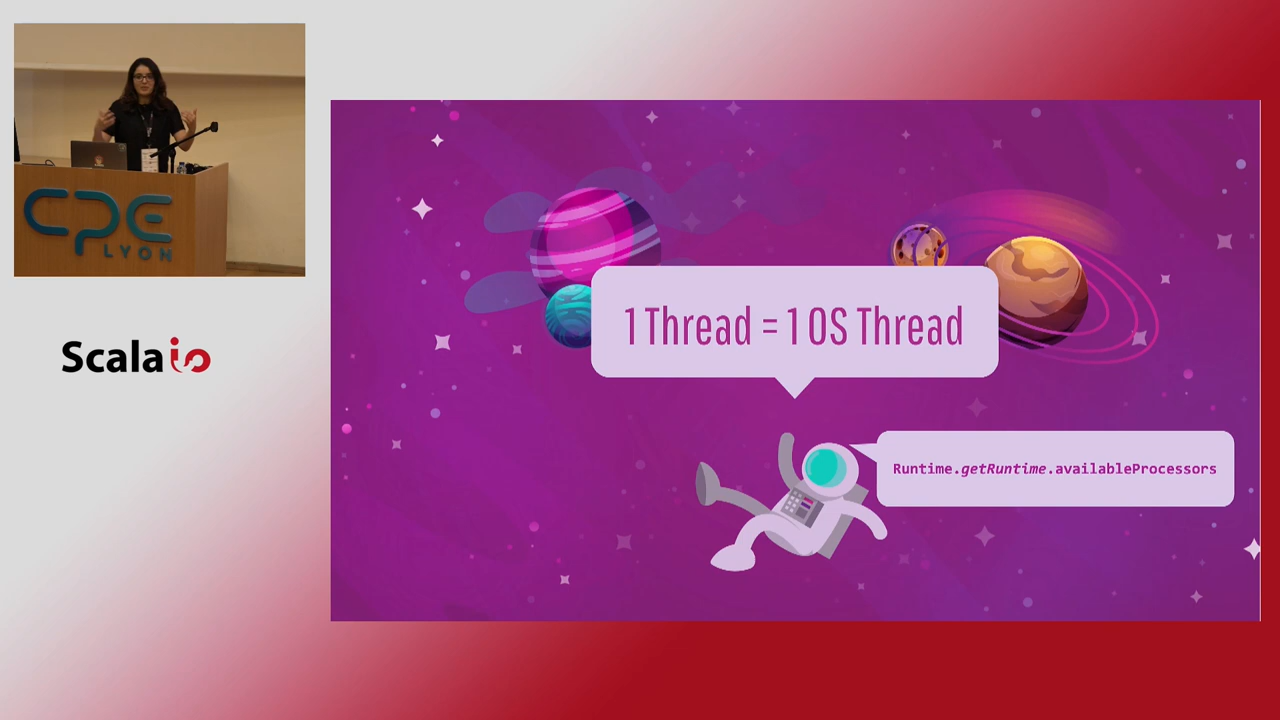 CPE
LYON
Scala io
1 Thread = 1 OS Thread
Runtime.getRuntime.availableProcessors